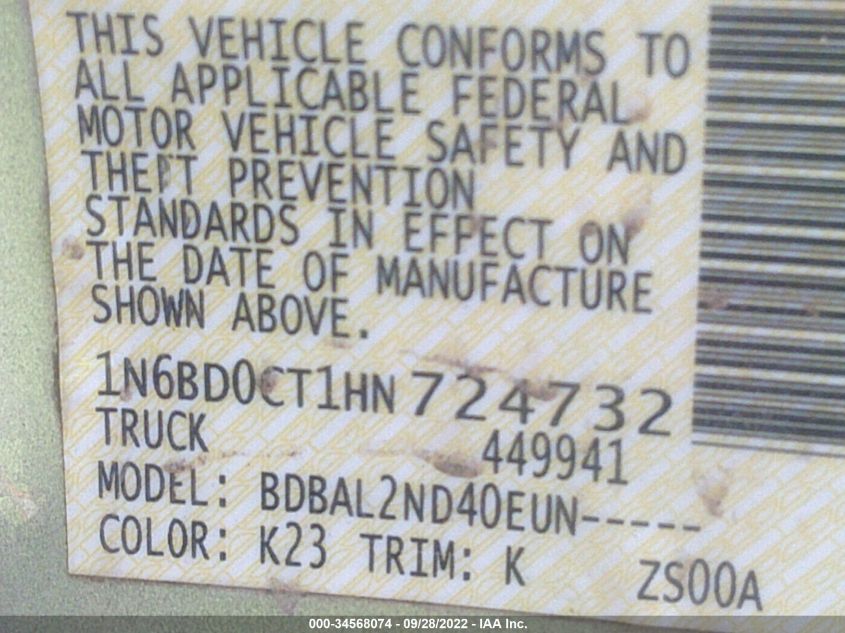 THIS VEHICLE CONFORMS TO
ALL APPLICABLE FEDERAL
MOTOR VEHICLE SAFETY AND
THEFT PREVENTION
STANDARDS IN EFFECT ON
THE DATE OF MANUFACTURE
SHOWN ABOVE.
1N6BD0CT1HN724732
TRUCK 449941
MODEL: BDBAL2ND40EUN-----
COLOR: K23 TRIM: K ZS00A
000-34568074 - 09/28/2022 - IAA Inc.